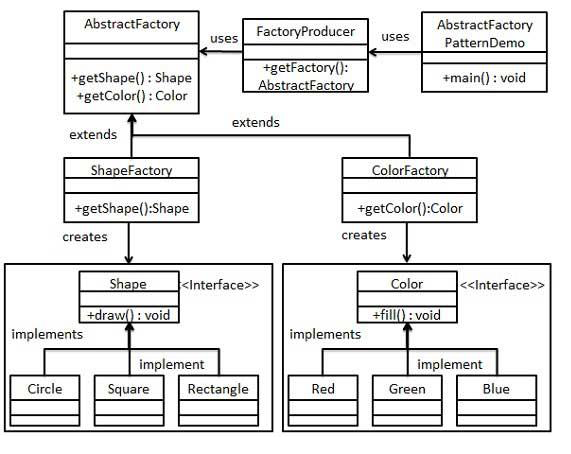 AbstractFactory
+getShape() : Shape
+getColor() : Color
uses
FactoryProducer
+getFactory():
AbstractFactory
uses
AbstractFactory
PatternDemo
+main() : void
extends
extends
ShapeFactory
+getShape():Shape
ColorFactory
+getColor():Color
creates
creates
Shape
<<Interface>>
+draw() : void
implements
implement
Circle
Square
Rectangle
Color
<<Interface>>
+fill() : void
implements
implement
Red
Green
Blue